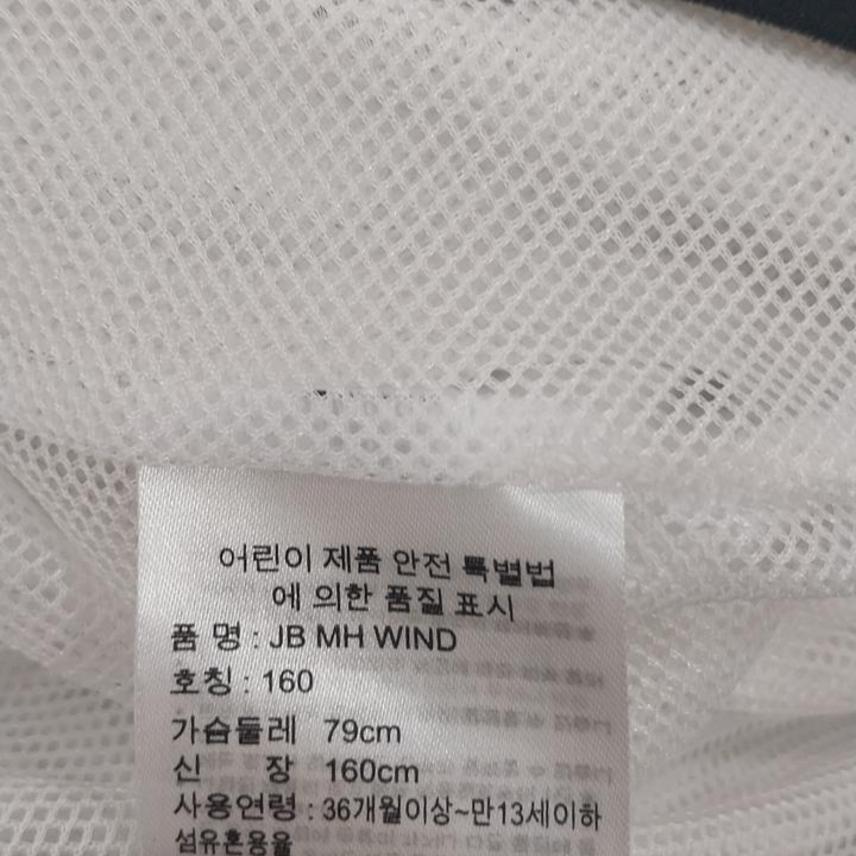 어린이 제품 안전 특별법
에 의한 품질 표시
품 명 : JB MH WIND
호칭 : 160
가슴둘레 79cm
신 장 160cm
사용연령 : 36개월이상~만13세이하
섬유혼용율